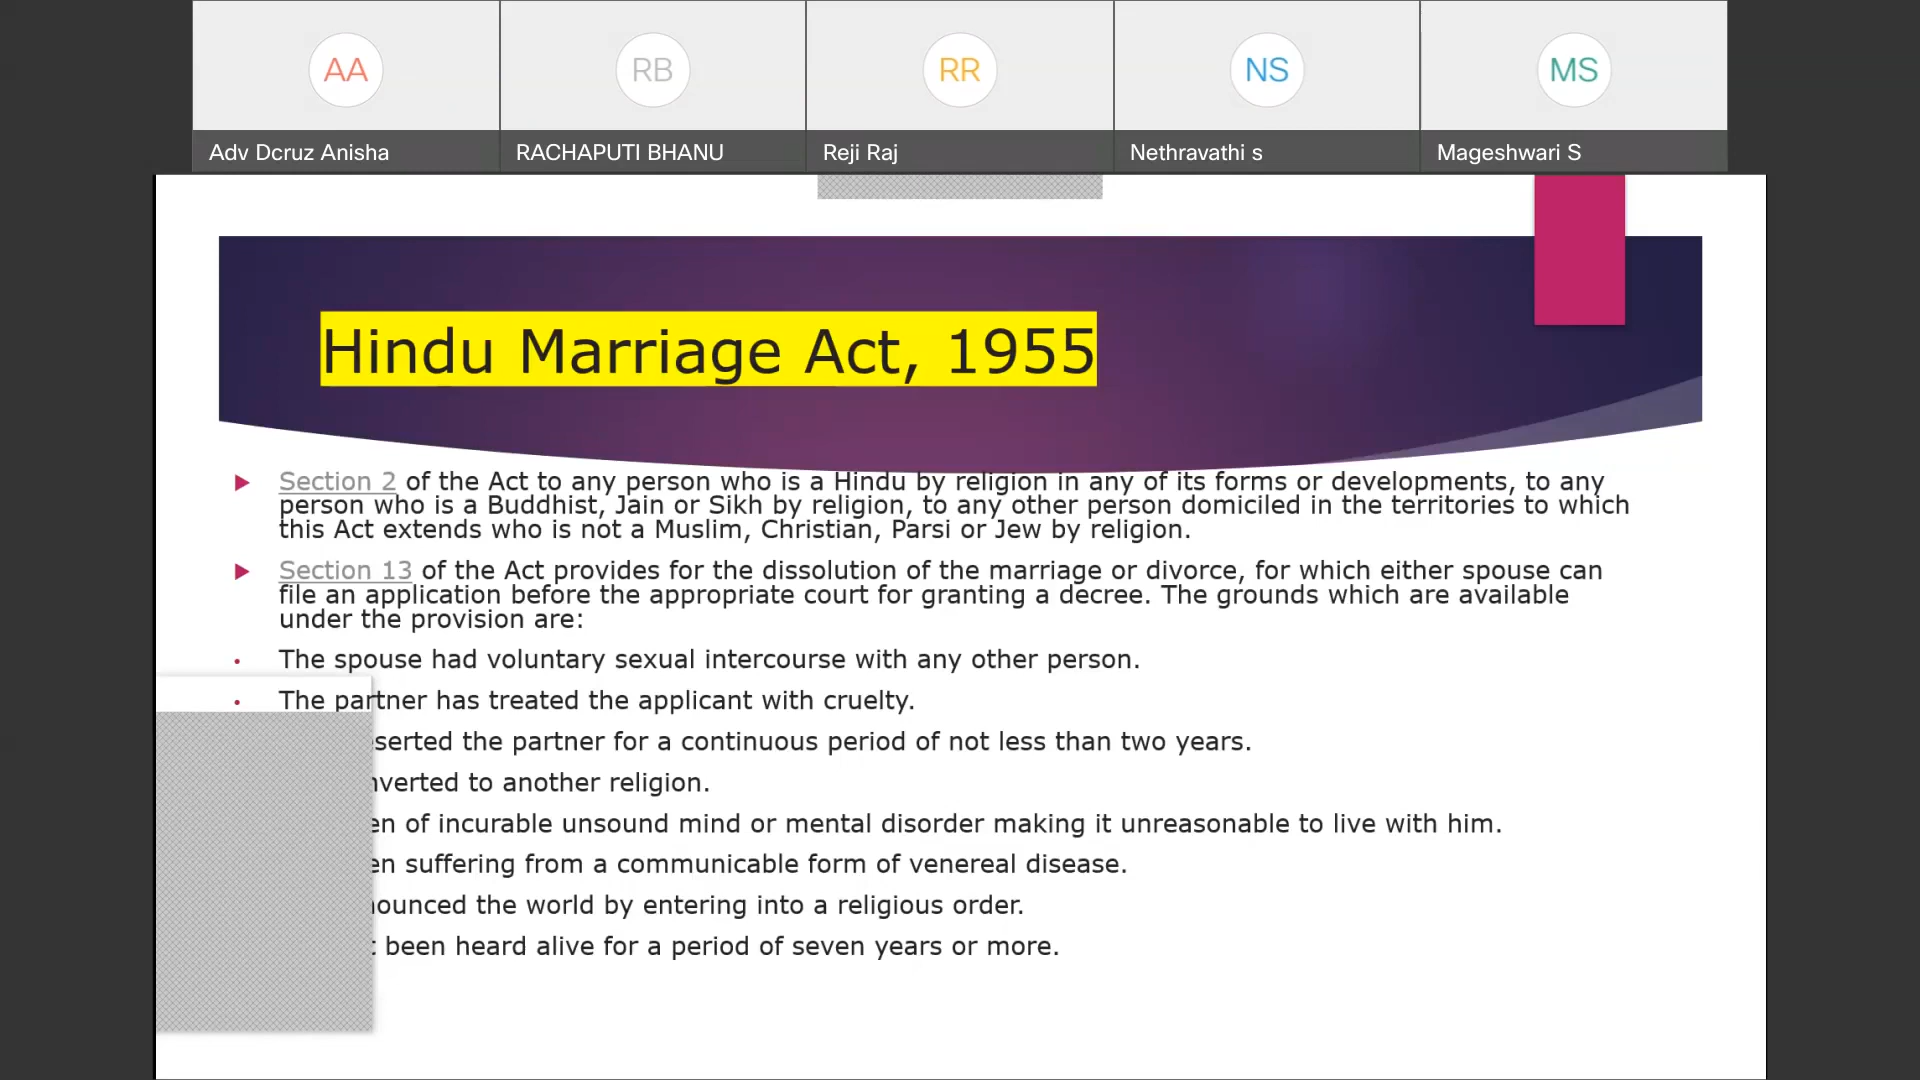 AA
RB
RR
NS
MS
Adv Dcruz Anisha
RACHAPUTI BHANU
Reji Raj
Nethravathi s
Mageshwari S
Hindu Marriage Act, 1955
Section 2 of the Act to any person who is a Hindu by religion in any of its forms or developments, to any
person who is a Buddhist, Jain or Sikh by religion, to any other person domiciled in the territories to which
this Act extends who is not a Muslim, Christian, Parsi or Jew by religion.
Section 13 of the Act provides for the dissolution of the marriage or divorce, for which either spouse can
file an application before the appropriate court for granting a decree. The grounds which are available
under the provision are:
The spouse had voluntary sexual intercourse with any other person.
The partner has treated the applicant with cruelty.
the partner for a continuous period of not less than two years.
to another religion.
of incurable unsound mind or mental disorder making it unreasonable to live with him.
suffering from a communicable form of venereal disease.
the world by entering into a religious order.
been heard alive for a period of seven years or more.